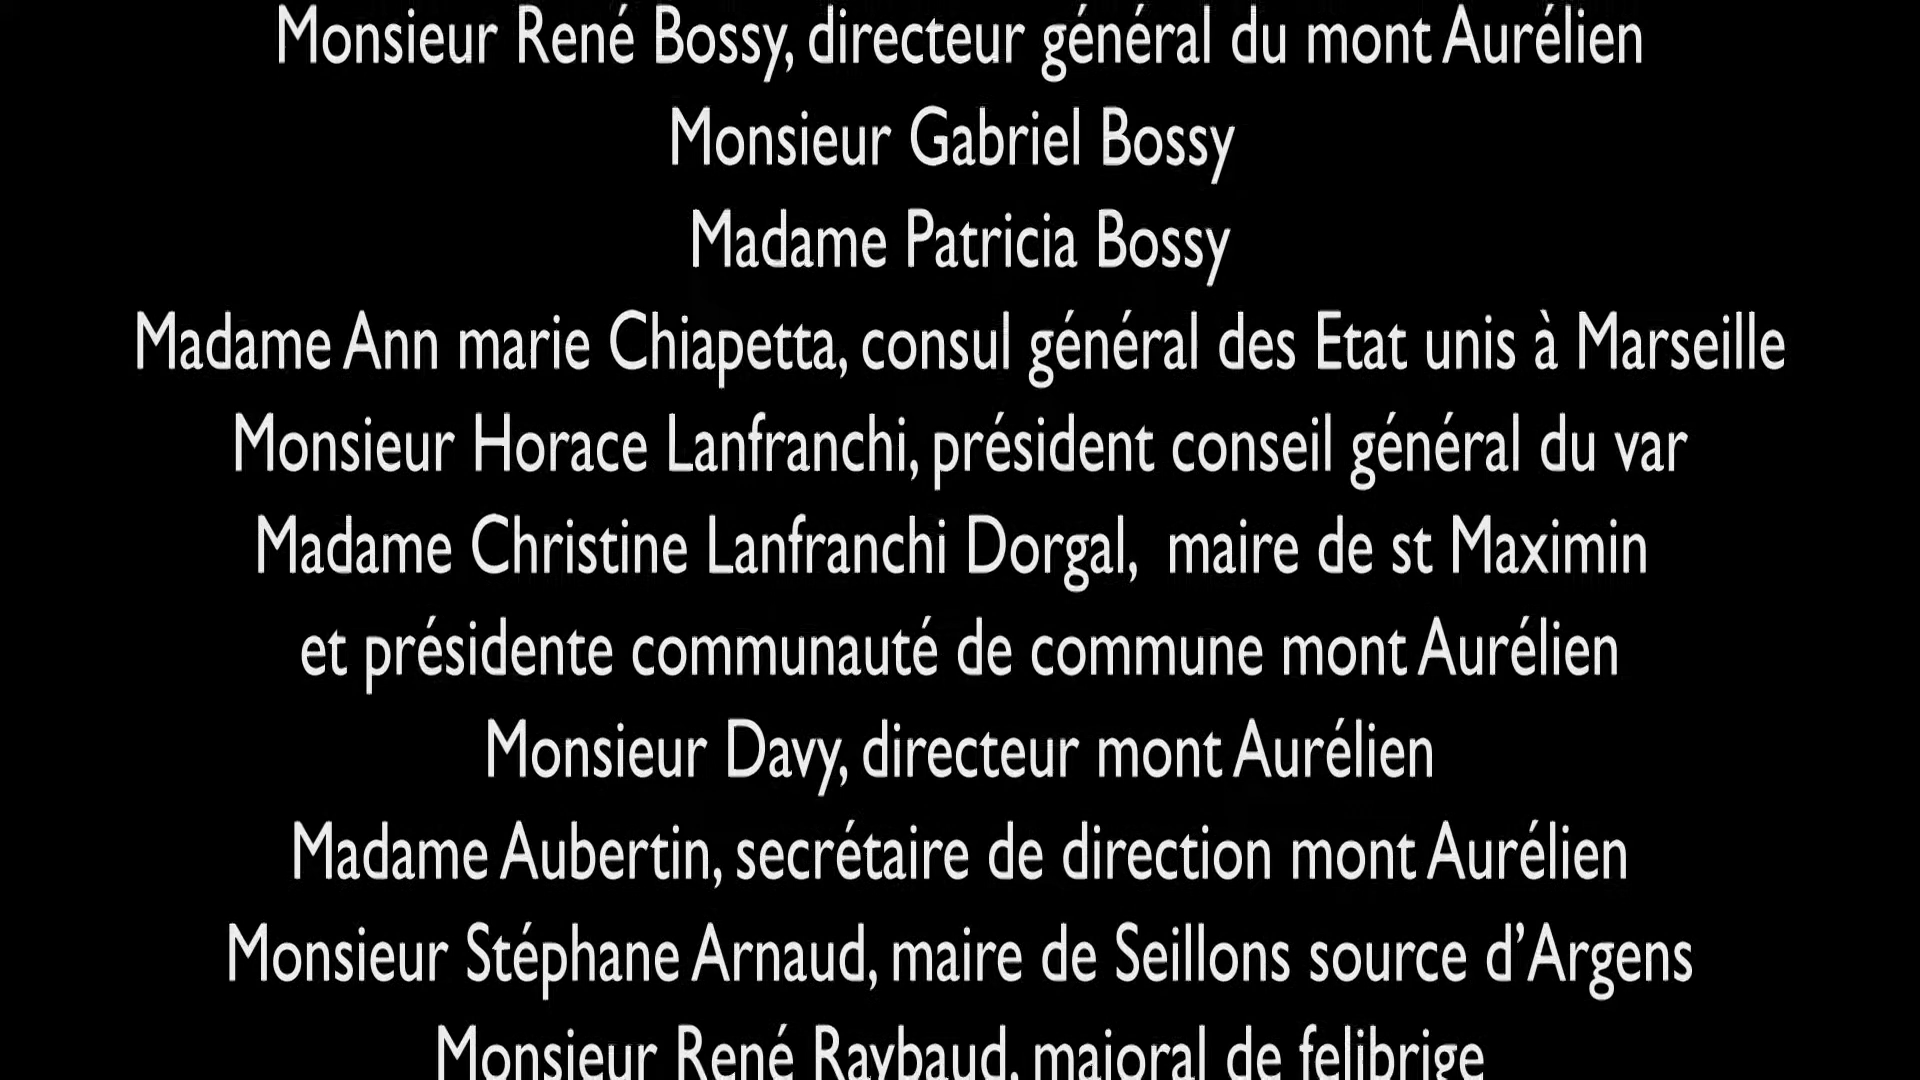 Monsieur René Bossy, directeur général du mont Aurélien
Monsieur Gabriel Bossy
Madame Patricia Bossy
Madame Ann marie Chiapetta, consul général des Etat unis à Marseille
Monsieur Horace Lanfranchi, président conseil général du var
Madame Christine Lanfranchi Dorgal, maire de st Maximin
et présidente communauté de commune mont Aurélien
Monsieur Davy, directeur mont Aurélien
Madame Aubertin, secrétaire de direction mont Aurélien
Monsieur Stéphane Arnaud, maire de Seillons source d’Argens
Monsieur René Raybaud, majoral de felibrige